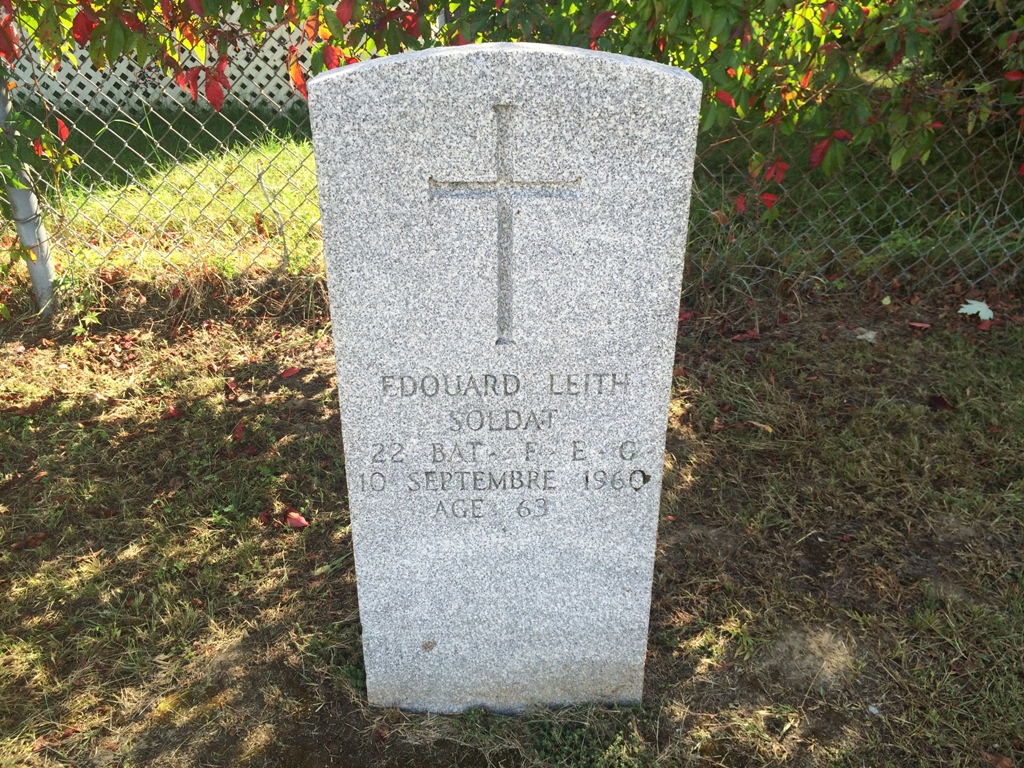 EDOUARD LEITH
SOLDAT
22 BAT. F. E. C.
10 SEPTEMBRE 1960
AGE 63